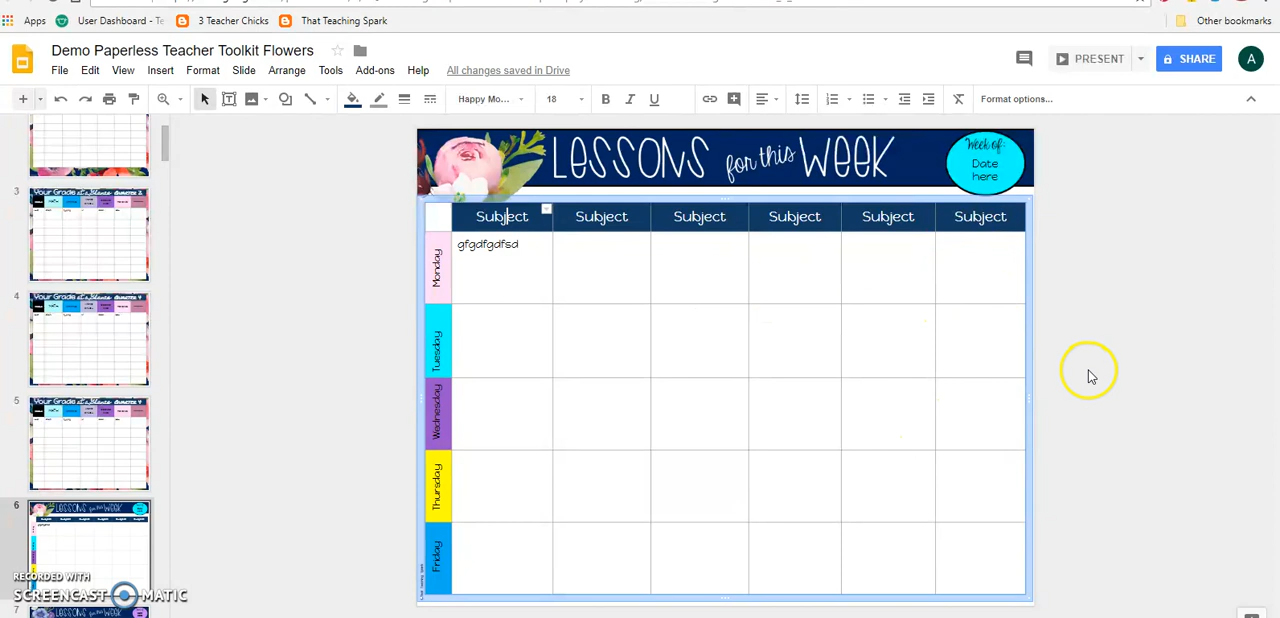 Apps
User Dashboard - Te
3 Teacher Chicks
That Teaching Spark
Other bookmarks
Demo Paperless Teacher Toolkit Flowers
File Edit View Insert Format Slide Arrange Tools Add-ons Help All changes saved in Drive
PRESENT
SHARE
A
Happy Mo...
18
B I U
Format options...
3
4
5
6
7
LESSONS for this WEEK
Week of:
Date
here
Subject Subject Subject Subject Subject Subject
Monday
gfgdfgdfsd
Tuesday
Wednesday
Thursday
Friday
RECORDED WITH
SCREENCAST MATIC